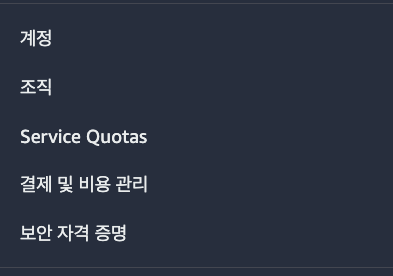 계정
조직
Service Quotas
결제 및 비용 관리
보안 자격 증명